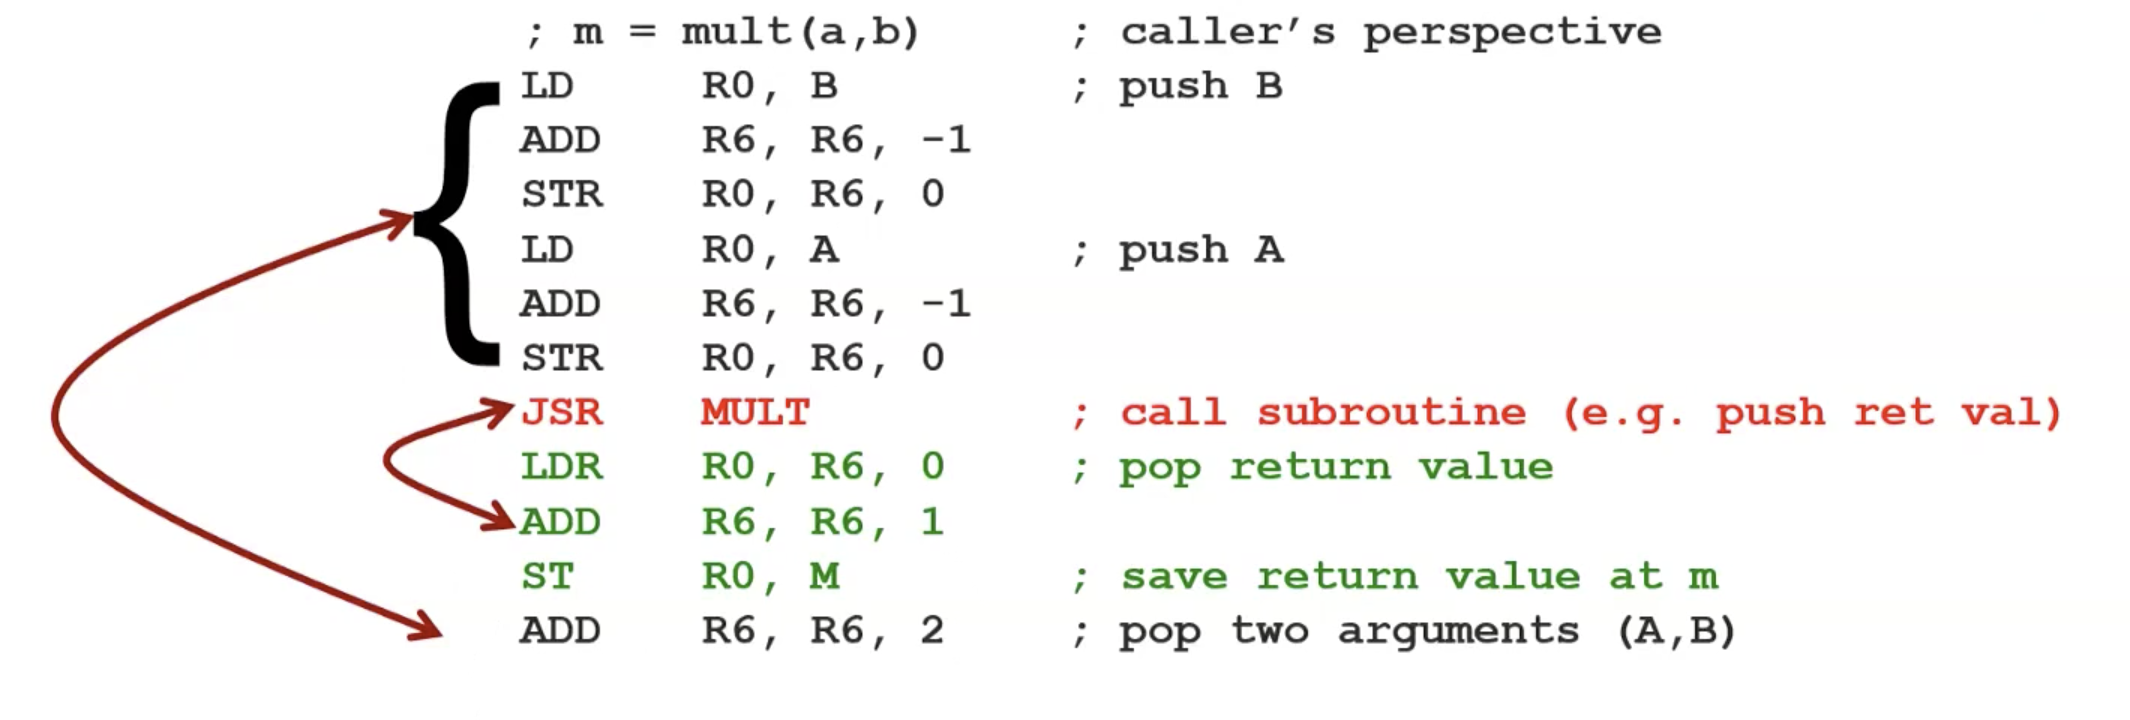 ; m = mult(a,b) ; caller's perspective
LD R0, B ; push B
ADD R6, R6, -1
STR R0, R6, 0
LD R0, A ; push A
ADD R6, R6, -1
STR R0, R6, 0
JSR MULT ; call subroutine (e.g. push ret val)
LDR R0, R6, 0 ; pop return value
ADD R6, R6, 1
ST R0, M ; save return value at m
ADD R6, R6, 2 ; pop two arguments (A,B)